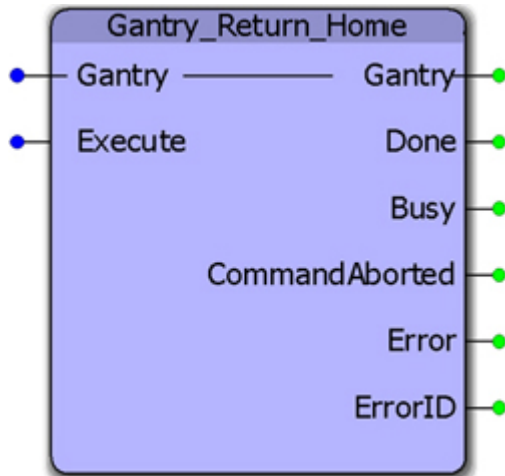 Gantry_Return_Home
Gantry Gantry
Execute Done
Busy
CommandAborted
Error
ErrorID